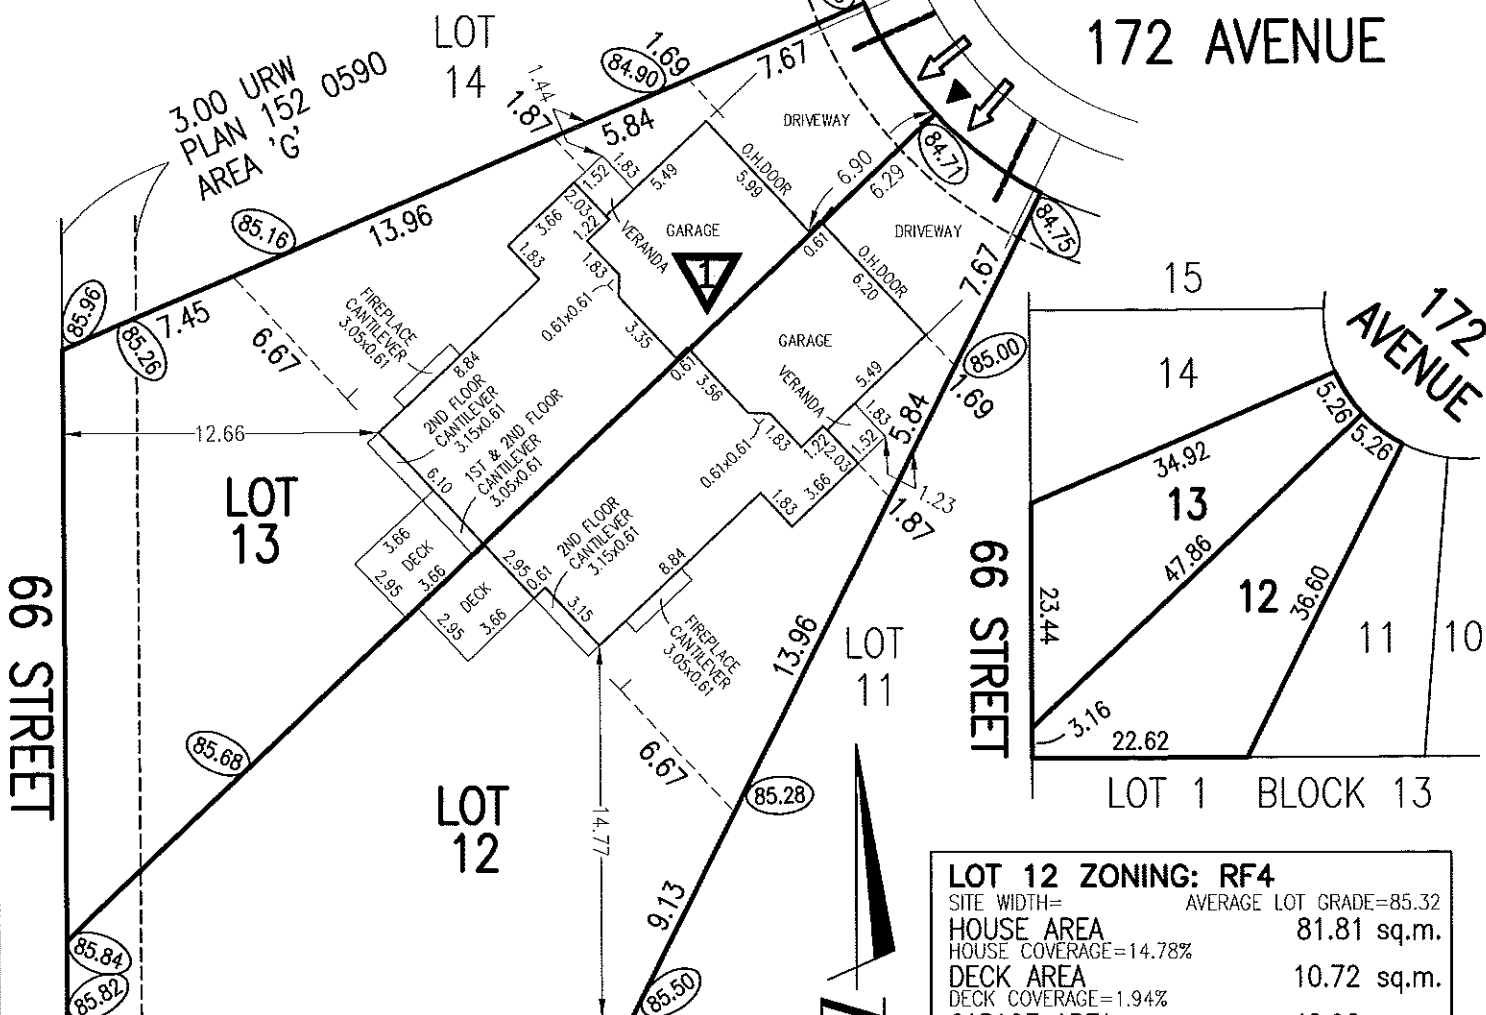 172 AVENUE
LOT
14
3.00 URW
PLAN 152 0590
AREA 'G'
1.69
84.90
7.67
1.44
1.87
5.84
DRIVEWAY
O.H.DOOR
5.99
5.49
1.83
1.52
2.03
1.22
3.66
1.83
1.83
VERANDA
GARAGE
1
6.90
6.29
84.71
84.75
DRIVEWAY
O.H.DOOR
6.20
0.61
7.67
85.16
13.96
85.96
85.26
7.45
6.67
FIREPLACE
CANTILEVER
3.05x0.61
8.84
0.61x0.61
3.35
0.61
3.56
GARAGE
VERANDA
5.49
85.00
1.69
1.83
1.52
5.84
1.22
2.03
1.83
3.66
1.83
0.61x0.61
1.23
1.87
12.66
2ND FLOOR
CANTILEVER
3.15x0.61
1ST & 2ND FLOOR
CANTILEVER
3.05x0.61
6.10
LOT
13
3.66
DECK
2.95
3.66
2.95
0.61
2ND FLOOR
CANTILEVER
3.15x0.61
8.84
3.15
DECK
3.66
2.95
FIREPLACE
CANTILEVER
3.05x0.61
13.96
LOT
11
6.67
85.28
85.68
66 STREET
LOT
12
14.77
9.13
85.84
85.82
85.50
15
172
AVENUE
14
5.26
5.26
34.92
13
47.86
12
36.60
11
10
23.44
66 STREET
3.16
22.62
LOT 1 BLOCK 13
LOT 12 ZONING: RF4
SITE WIDTH= AVERAGE LOT GRADE=85.32
HOUSE AREA 81.81 sq.m.
HOUSE COVERAGE=14.78%
DECK AREA 10.72 sq.m.
DECK COVERAGE=1.94%